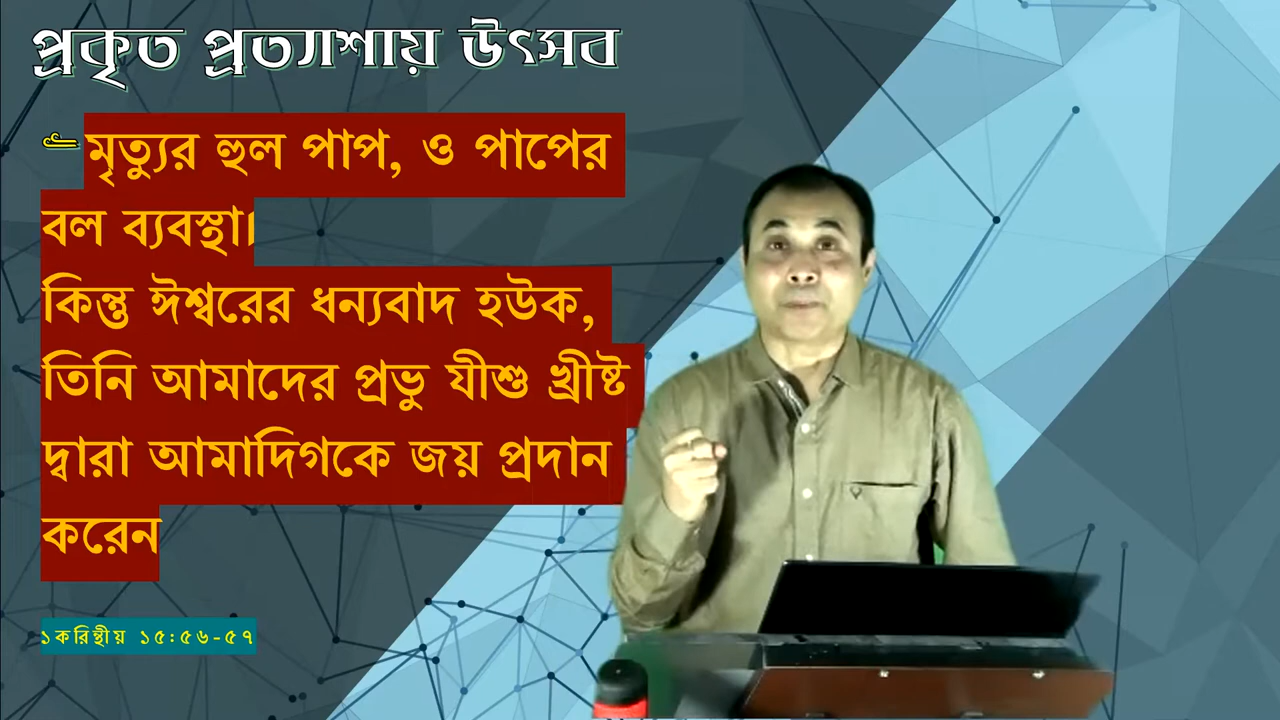 প্রকৃত প্রত্যাশায় উৎসব
মৃত্যুর হুল পাপ, ও পাপের
বল ব্যবস্থা।
কিন্তু ঈশ্বরের ধন্যবাদ হউক,
তিনি আমাদের প্রভু যীশু খ্রীষ্ট
দ্বারা আমাদিগকে জয় প্রদান
করেন
১করিন্থীয় ১৫:৫৬-৫৭